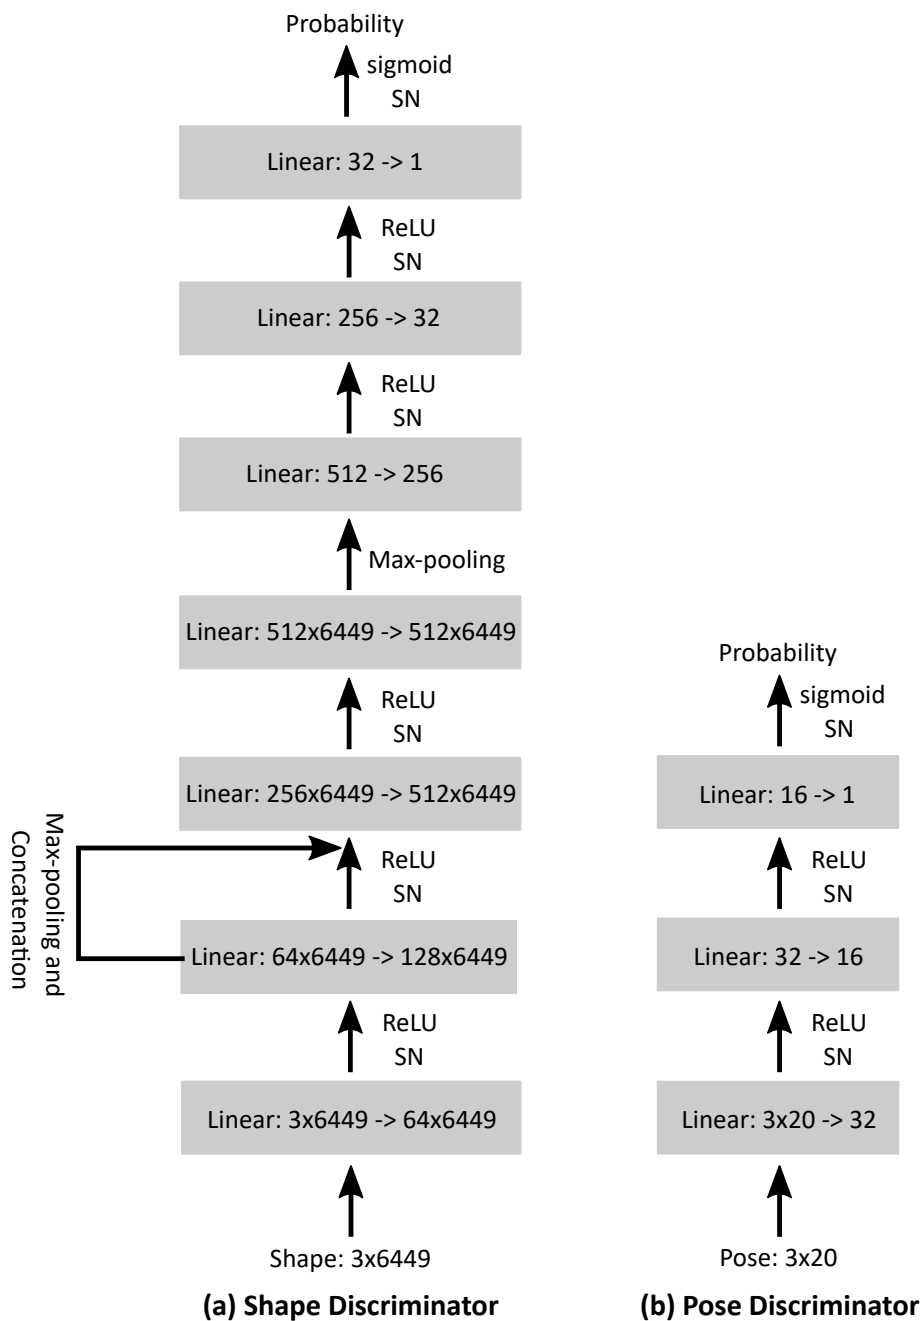 Probability
sigmoid
SN
Linear: 32 -> 1
ReLU
SN
Linear: 256 -> 32
ReLU
SN
Linear: 512 -> 256
Max-pooling
Linear: 512x6449 -> 512x6449
ReLU
SN
Linear: 256x6449 -> 512x6449
Max-pooling and
Concatenation
ReLU
SN
Linear: 64x6449 -> 128x6449
ReLU
SN
Linear: 3x6449 -> 64x6449
Shape: 3x6449
(a) Shape Discriminator
Probability
sigmoid
SN
Linear: 16 -> 1
ReLU
SN
Linear: 32 -> 16
ReLU
SN
Linear: 3x20 -> 32
Pose: 3x20
(b) Pose Discriminator